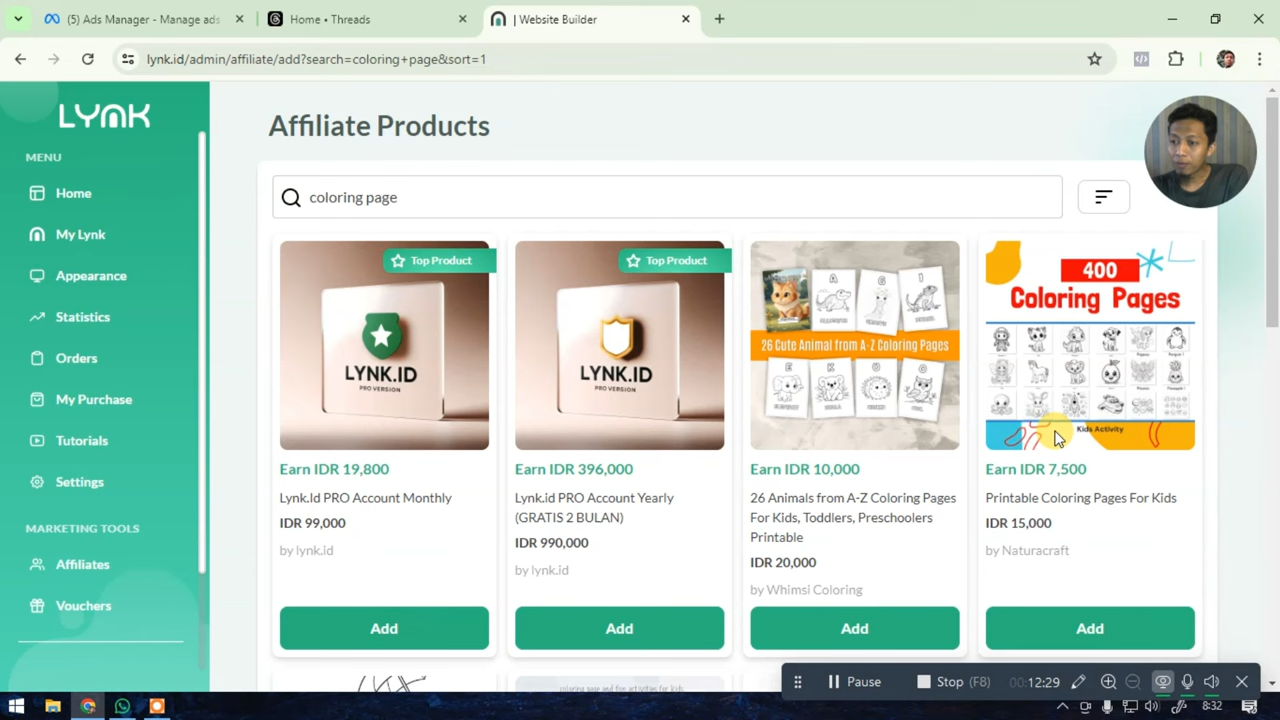 (5) Ads Manager - Manage ads
Home • Threads
| Website Builder
lynk.id/admin/affiliate/add?search=coloring+page&sort=1
LYNK
MENU
Home
My Lynk
Appearance
Statistics
Orders
My Purchase
Tutorials
Settings
MARKETING TOOLS
Affiliates
Vouchers
Affiliate Products
coloring page
Top Product
LYNK.ID
PRO VERSION
Earn IDR 19,800
Lynk.Id PRO Account Monthly
IDR 99,000
by lynk.id
Add
Top Product
LYNK.ID
PRO VERSION
Earn IDR 396,000
Lynk.id PRO Account Yearly
(GRATIS 2 BULAN)
IDR 990,000
by lynk.id
Add
A
G
I
26 Cute Animal from A-Z Coloring Pages
E
K
U
G
Earn IDR 10,000
26 Animals from A-Z Coloring Pages
For Kids, Toddlers, Preschoolers
Printable
IDR 20,000
by Whimsi Coloring
Add
400
Coloring Pages
Kids Activity
Earn IDR 7,500
Printable Coloring Pages For Kids
IDR 15,000
by Naturacraft
Add
coloring page and fun activities for kids
Pause
Stop (F8)
00:12:29
8:32